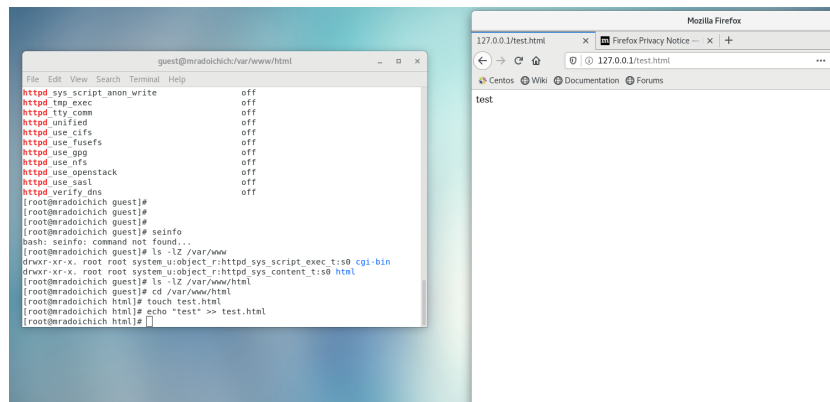 guest@mradoichich:/var/www/html
File Edit View Search Terminal Help
httpd_sys_script_anon_write off
httpd_tmp_exec off
httpd_tty_comm off
httpd_unified off
httpd_use_cifs off
httpd_use_fusefs off
httpd_use_gpg off
httpd_use_nfs off
httpd_use_openstack off
httpd_use_sasl off
httpd_verify_dns off
[root@mradoichich guest]#
[root@mradoichich guest]#
[root@mradoichich guest]#
[root@mradoichich guest]# seinfo
bash: seinfo: command not found...
[root@mradoichich guest]# ls -lZ /var/www
drwxr-xr-x. root root system_u:object_r:httpd_sys_script_exec_t:s0 cgi-bin
drwxr-xr-x. root root system_u:object_r:httpd_sys_content_t:s0 html
[root@mradoichich guest]# ls -lZ /var/www/html
[root@mradoichich guest]# cd /var/www/html
[root@mradoichich html]# touch test.html
[root@mradoichich html]# echo "test" >> test.html
[root@mradoichich html]#
Mozilla Firefox
127.0.0.1/test.html
Firefox Privacy Notice —
127.0.0.1/test.html
Centos Wiki Documentation Forums
test